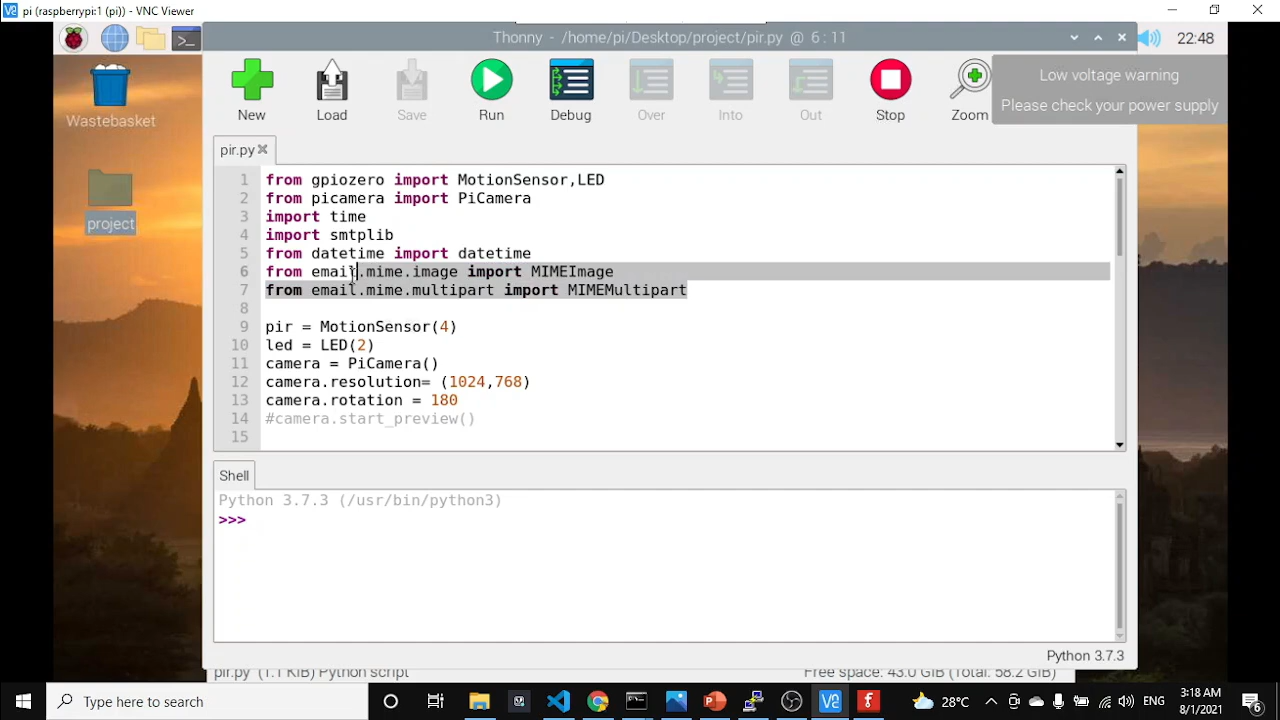 pi (raspberrypi:1 (pi)) - VNC Viewer
Thonny - /home/pi/Desktop/project/pir.py @ 6 : 11
22:48
Low voltage warning
Please check your power supply
Wastebasket
project
New
Load
Save
Run
Debug
Over
Into
Out
Stop
Zoom
pir.py
1 from gpiozero import MotionSensor,LED
2 from picamera import PiCamera
3 import time
4 import smtplib
5 from datetime import datetime
6 from email.mime.image import MIMEImage
7 from email.mime.multipart import MIMEMultipart
8
9 pir = MotionSensor(4)
10 led = LED(2)
11 camera = PiCamera()
12 camera.resolution= (1024,768)
13 camera.rotation = 180
14 #camera.start_preview()
15
Shell
Python 3.7.3 (/usr/bin/python3)
>>>
Python 3.7.3
pir.py (1.1 KiB) Python script
Free space: 43.0 GiB (Total: 58.2 GiB)
Type here to search
28°C
ENG
3:18 AM
8/1/2021
6